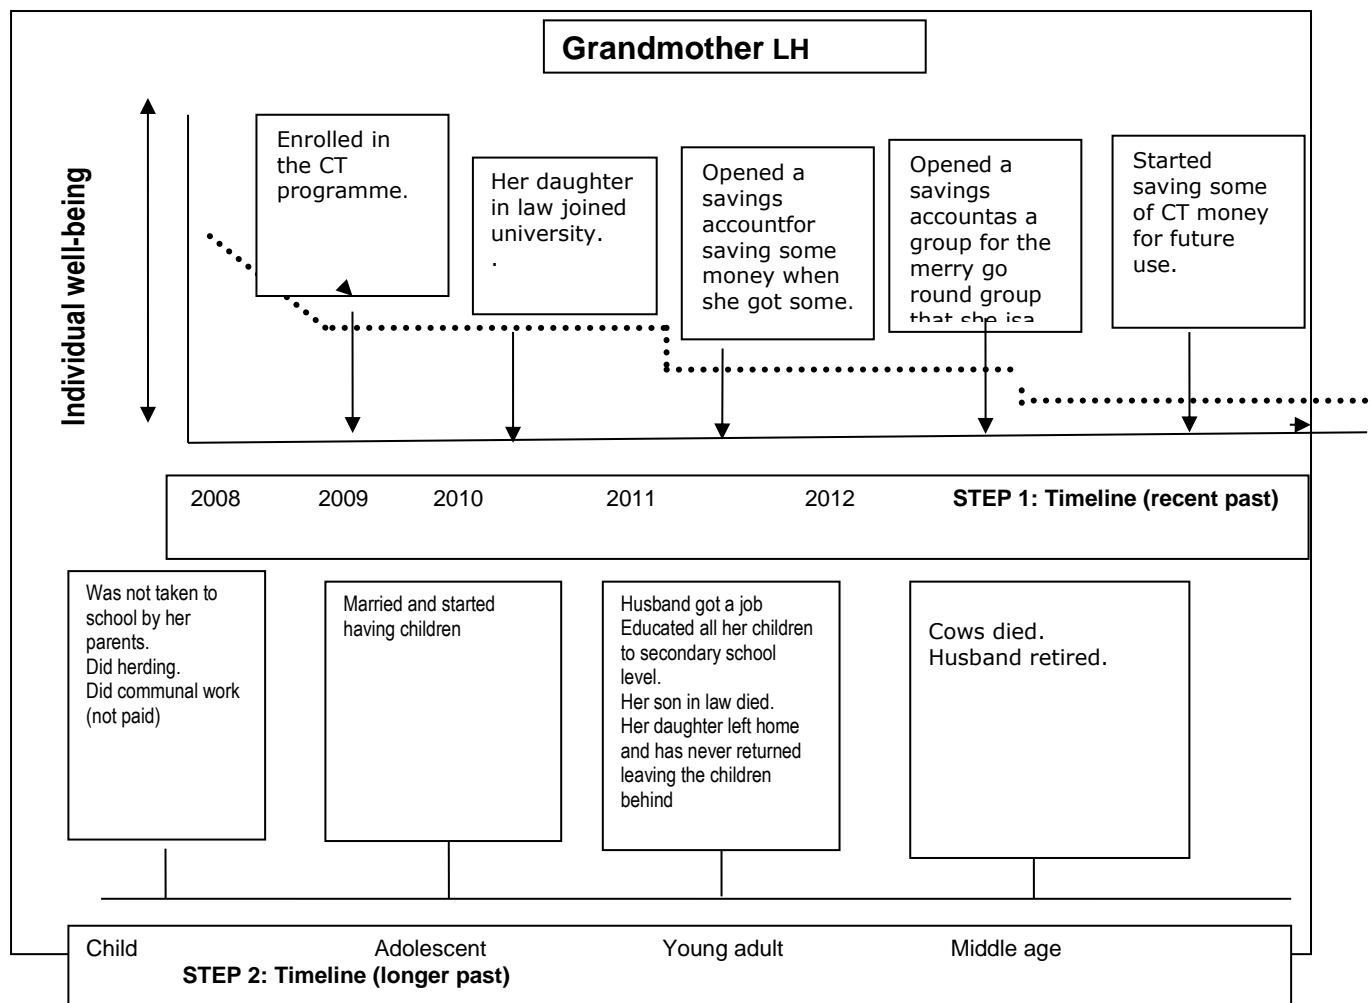 Grandmother LH
Individual well-being
Enrolled in
the CT
programme.
Her daughter
in law joined
university.
.
Opened a
savings
accountfor
saving some
money when
she got some.
Opened a
savings
accountas a
group for the
merry go
round group
that she isa
Started
saving some
of CT money
for future
use.
2008 2009 2010 2011 2012 STEP 1: Timeline (recent past)
Was not taken to
school by her
parents.
Did herding.
Did communal work
(not paid)
Married and started
having children
Husband got a job
Educated all her children
to secondary school
level.
Her son in law died.
Her daughter left home
and has never returned
leaving the children
behind
Cows died.
Husband retired.
Child Adolescent Young adult Middle age
STEP 2: Timeline (longer past)